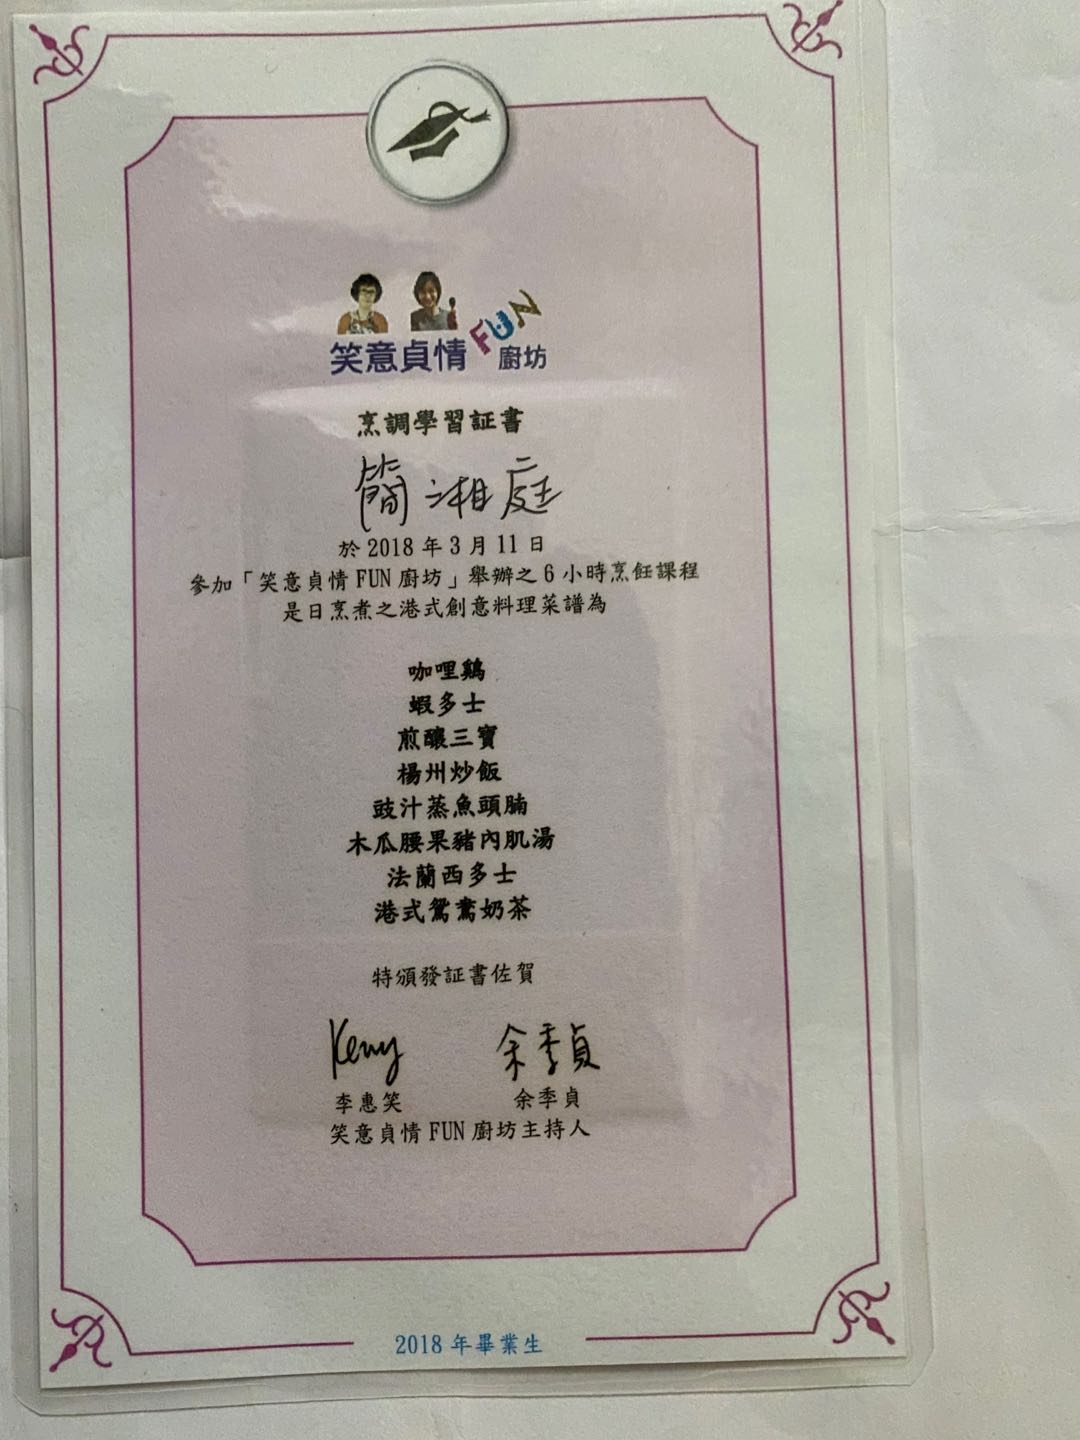 笑意貞情 FUN 廚坊
烹調學習証書
簡湘庭
於 2018 年 3 月 11 日
參加「笑意貞情 FUN 廚坊」舉辦之 6 小時烹飪課程
是日烹煮之港式創意料理菜譜為
咖哩鷄
蝦多士
煎釀三寶
楊州炒飯
豉汁蒸魚頭腩
木瓜腰果豬內肌湯
法蘭西多士
港式鴛鴦奶茶
特頒發証書佐賀
Keny 余季貞
李惠笑 余季貞
笑意貞情 FUN 廚坊主持人
2018 年畢業生